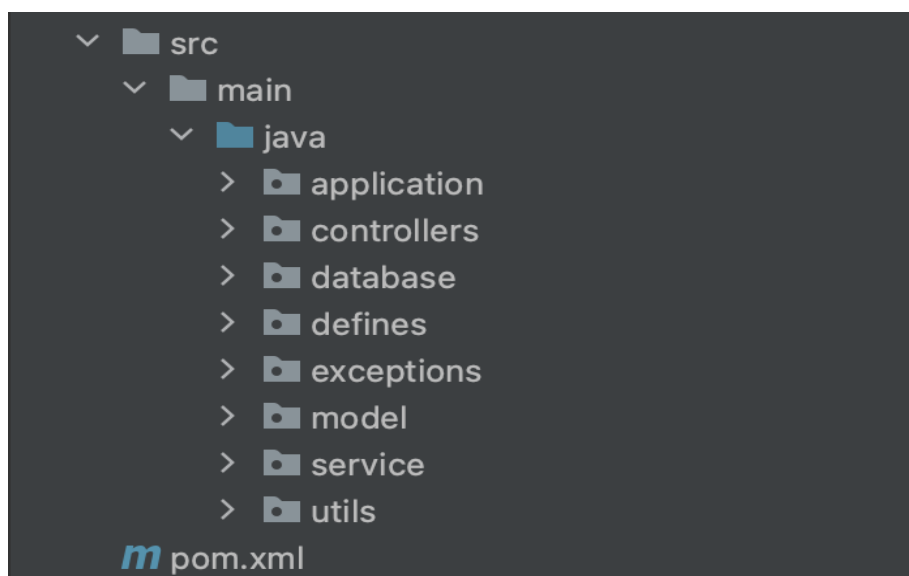 src
main
java
application
controllers
database
defines
exceptions
model
service
utils
m pom.xml